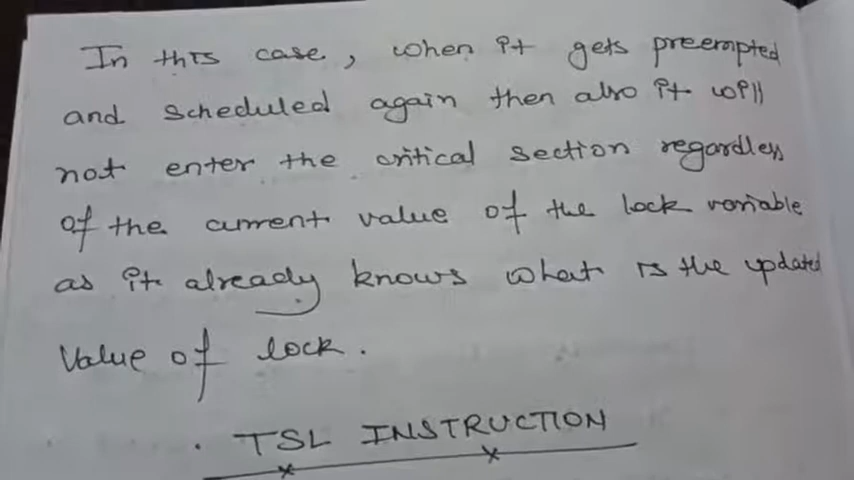 In this case, when it gets preempted
and scheduled again then also it will
not enter the critical section regardless
of the current value of the lock variable
as it already knows what is the updated
value of lock.
. TSL INSTRUCTION